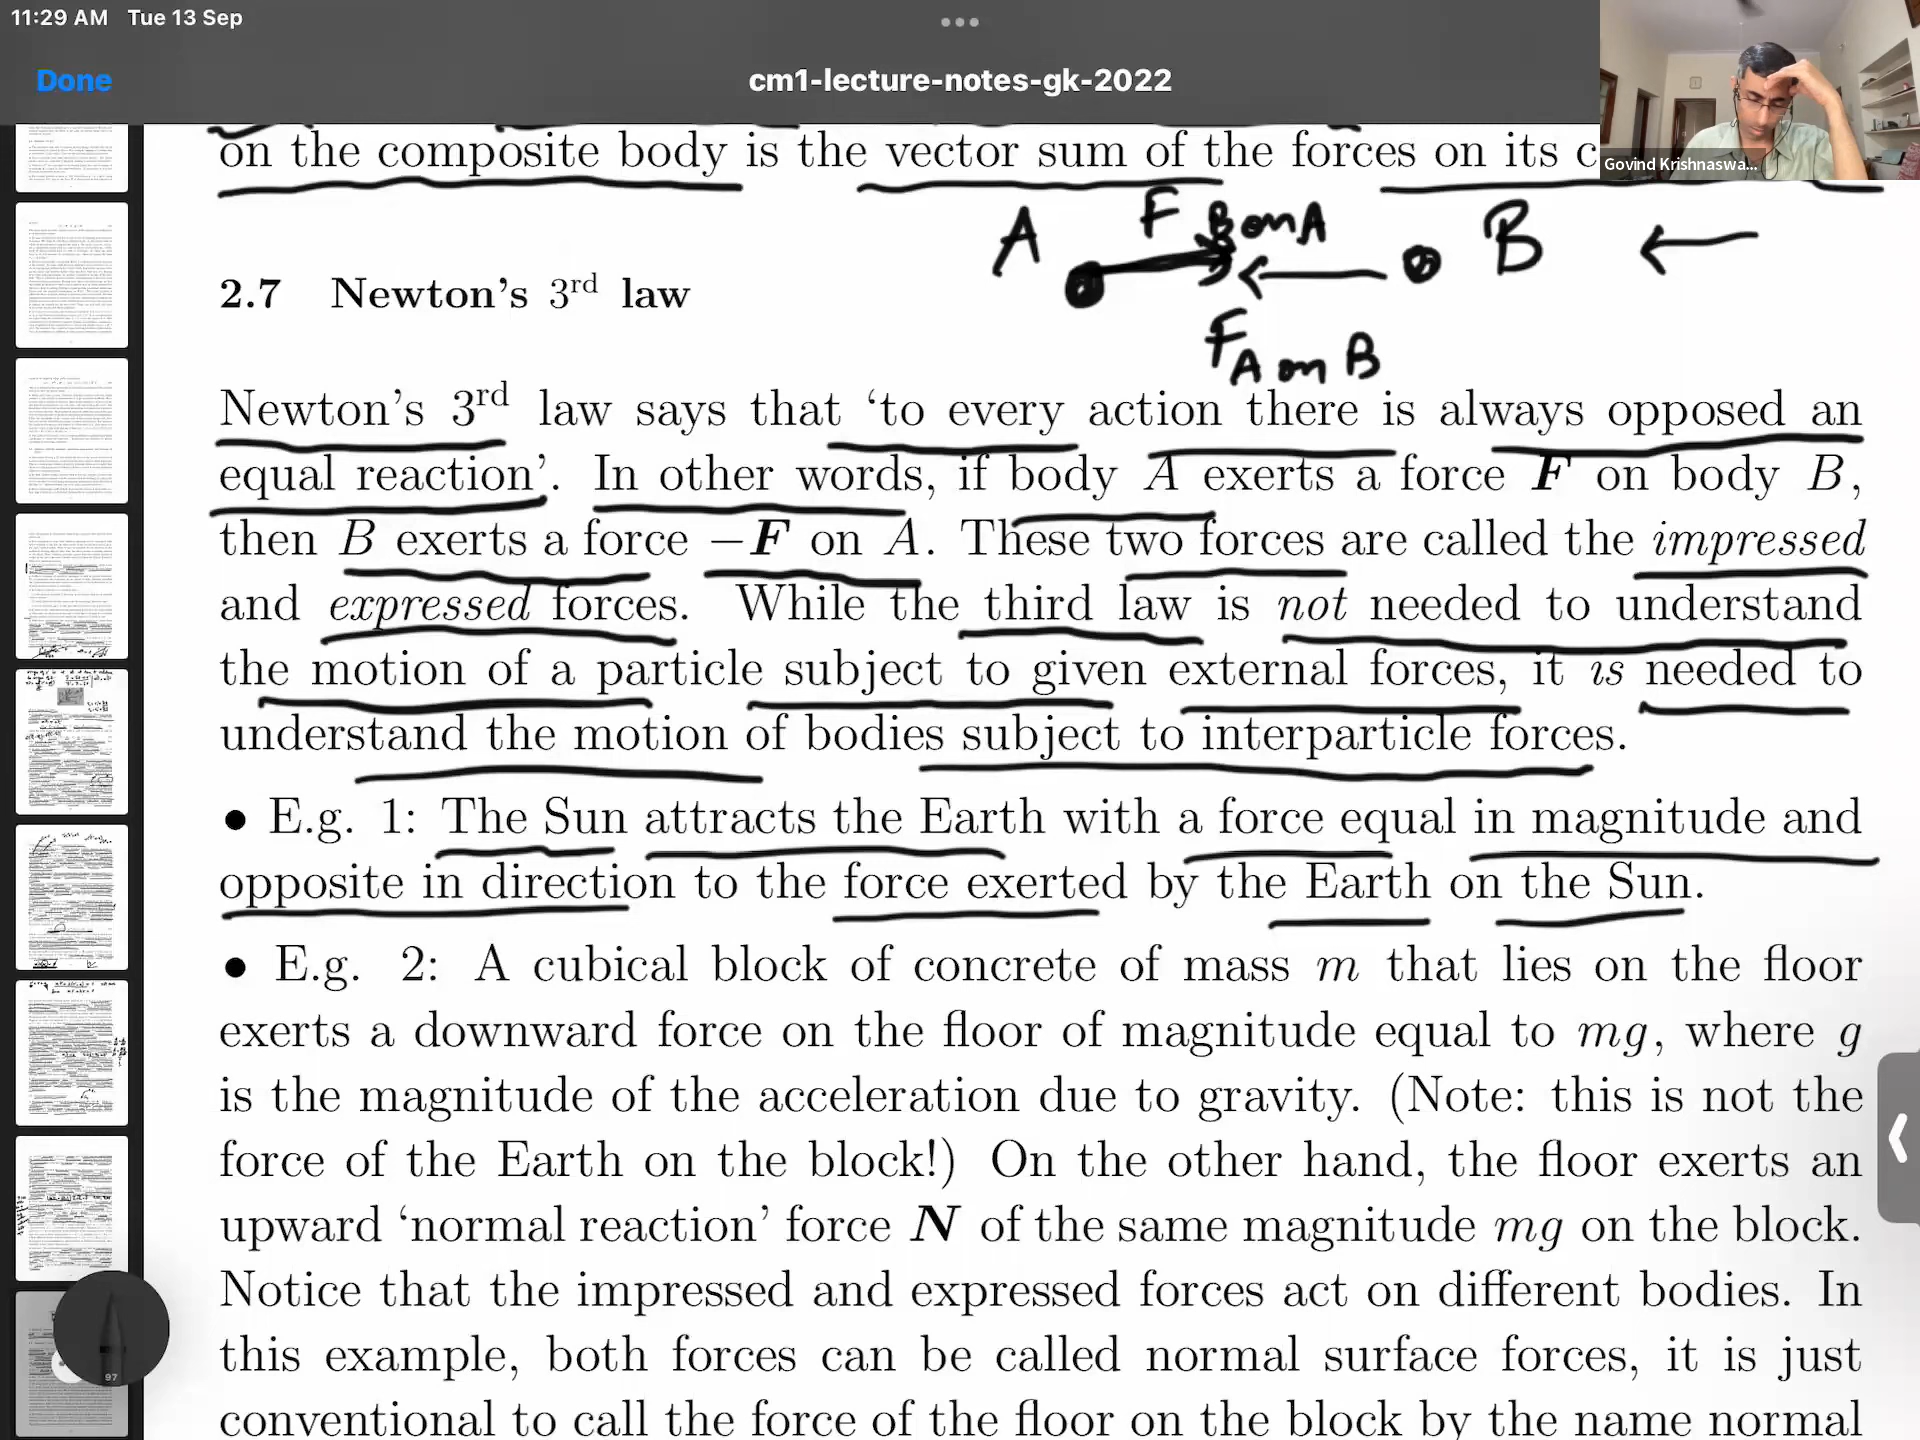 11:29 AM Tue 13 Sep
Done
cm1-lecture-notes-gk-2022
Govind Krishnaswa...
on the composite body is the vector sum of the forces on its c
A F B on A B
F A on B
2.7 Newton's 3rd law
Newton's 3rd law says that ‘to every action there is always opposed an
equal reaction’. In other words, if body A exerts a force F on body B,
then B exerts a force −F on A. These two forces are called the impressed
and expressed forces. While the third law is not needed to understand
the motion of a particle subject to given external forces, it is needed to
understand the motion of bodies subject to interparticle forces.
• E.g. 1: The Sun attracts the Earth with a force equal in magnitude and
opposite in direction to the force exerted by the Earth on the Sun.
• E.g. 2: A cubical block of concrete of mass m that lies on the floor
exerts a downward force on the floor of magnitude equal to mg, where g
is the magnitude of the acceleration due to gravity. (Note: this is not the
force of the Earth on the block!) On the other hand, the floor exerts an
upward ‘normal reaction’ force N of the same magnitude mg on the block.
Notice that the impressed and expressed forces act on different bodies. In
this example, both forces can be called normal surface forces, it is just
conventional to call the force of the floor on the block by the name normal
97